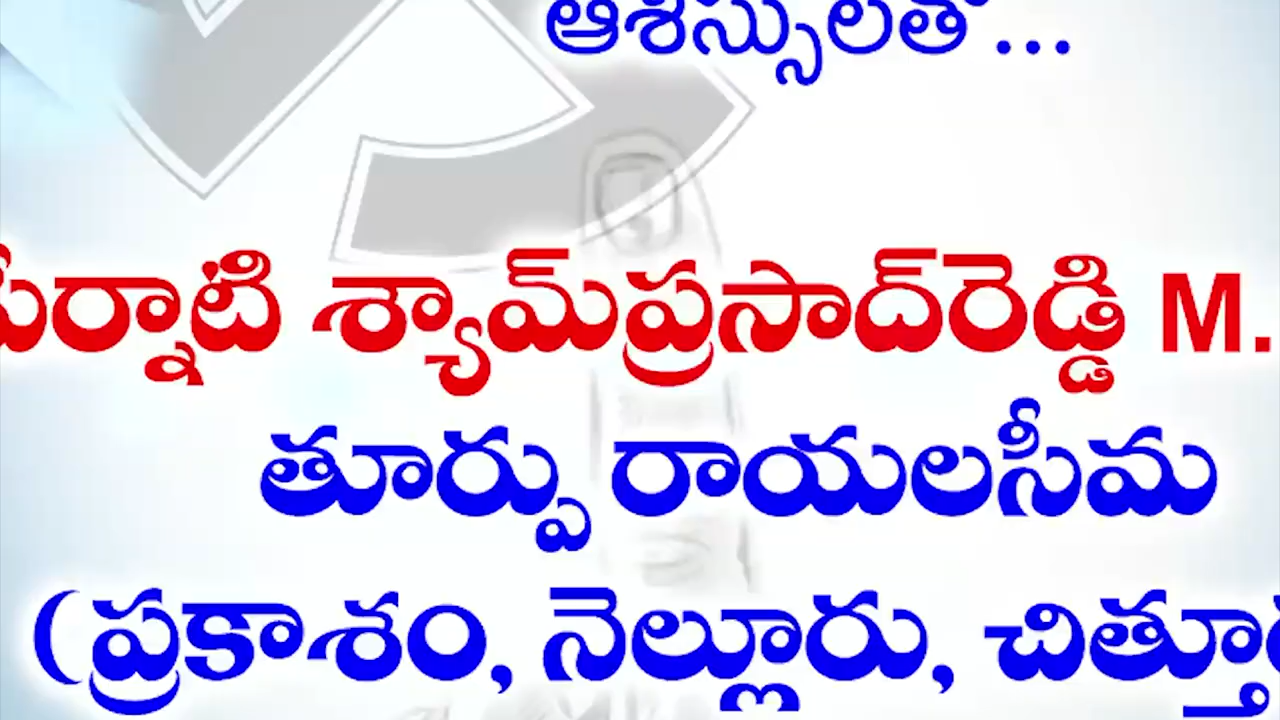 ఆశీస్సులతో...
పేర్నాటి శ్యామ్‌ప్రసాద్‌రెడ్డి M.
తూర్పు రాయలసీమ
(ప్రకాశం, నెల్లూరు, చిత్తూ